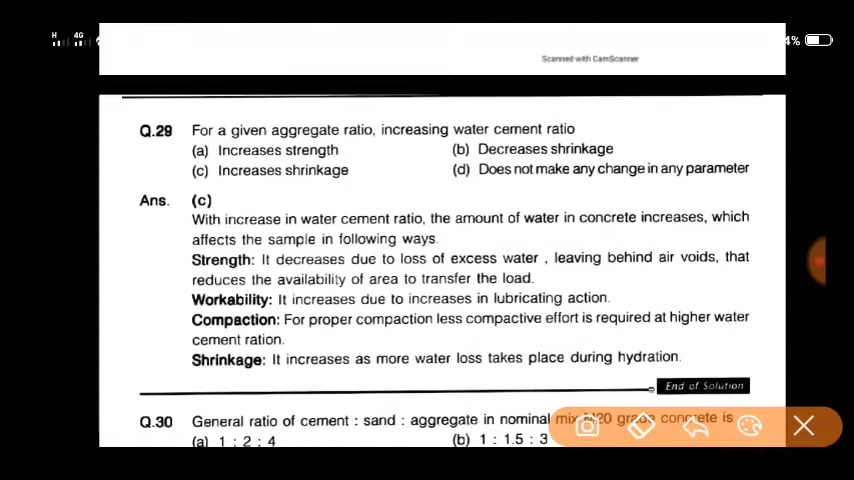 H 4G 4%
Scanned with CamScanner
Q.29 For a given aggregate ratio, increasing water cement ratio
(a) Increases strength (b) Decreases shrinkage
(c) Increases shrinkage (d) Does not make any change in any parameter
Ans. (c)
With increase in water cement ratio, the amount of water in concrete increases, which
affects the sample in following ways.
Strength: It decreases due to loss of excess water , leaving behind air voids, that
reduces the availability of area to transfer the load.
Workability: It increases due to increases in lubricating action.
Compaction: For proper compaction less compactive effort is required at higher water
cement ration.
Shrinkage: It increases as more water loss takes place during hydration.
End of Solution
Q.30 General ratio of cement : sand : aggregate in nominal mix M20 grade concrete is
(a) 1 : 2 : 4 (b) 1 : 1.5 : 3